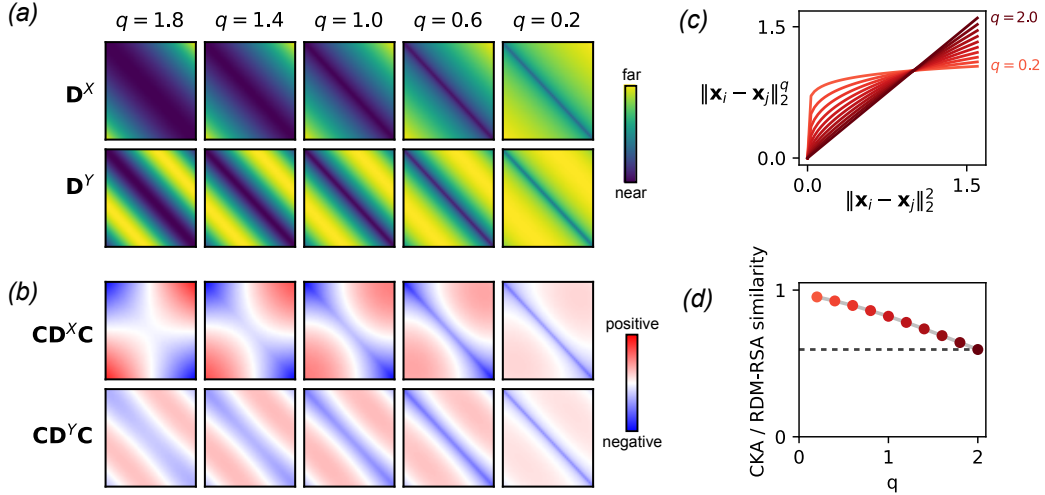 (a)
q = 1.8 q = 1.4 q = 1.0 q = 0.6 q = 0.2
D^X
D^Y
far
near
(b)
CD^XC
CD^YC
positive
negative
(c)
1.5
‖x_i − x_j‖_2^q
0.0
0.0 1.5
‖x_i − x_j‖_2^2
q = 2.0
q = 0.2
(d)
CKA / RDM-RSA similarity
1
0
0 1 2
q